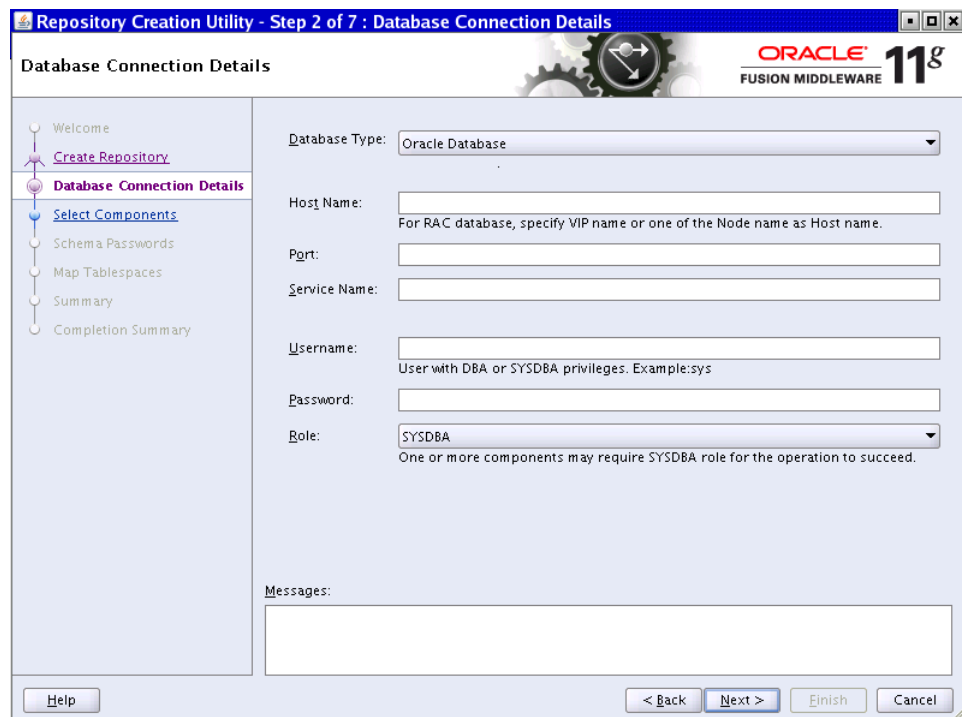 Repository Creation Utility - Step 2 of 7 : Database Connection Details
Database Connection Details
ORACLE
FUSION MIDDLEWARE
11g
Welcome
Create Repository
Database Connection Details
Select Components
Schema Passwords
Map Tablespaces
Summary
Completion Summary
Database Type: Oracle Database
Host Name:
For RAC database, specify VIP name or one of the Node name as Host name.
Port:
Service Name:
Username:
User with DBA or SYSDBA privileges. Example:sys
Password:
Role: SYSDBA
One or more components may require SYSDBA role for the operation to succeed.
Messages:
Help < Back Next > Finish Cancel